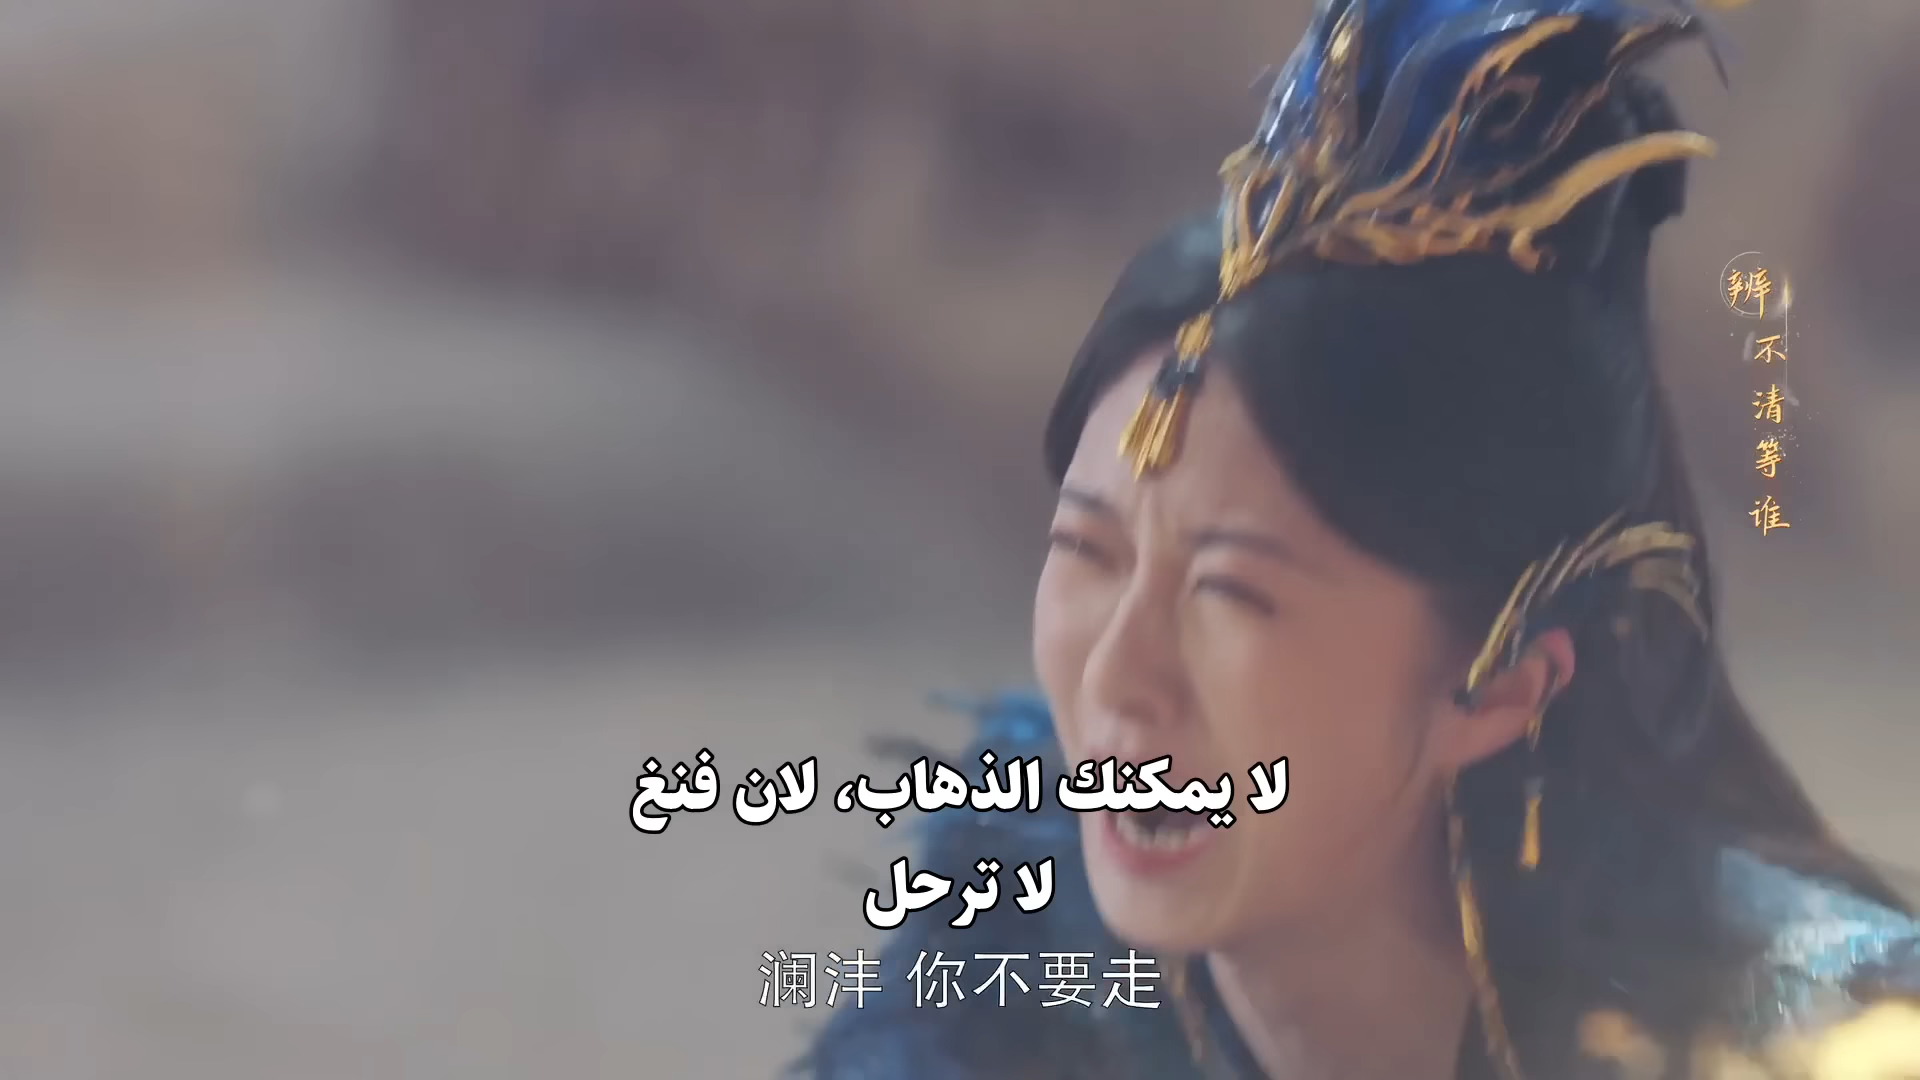 辨不清等谁
لا يمكنك الذهاب، لان فنغ
لا ترحل
澜沣 你不要走